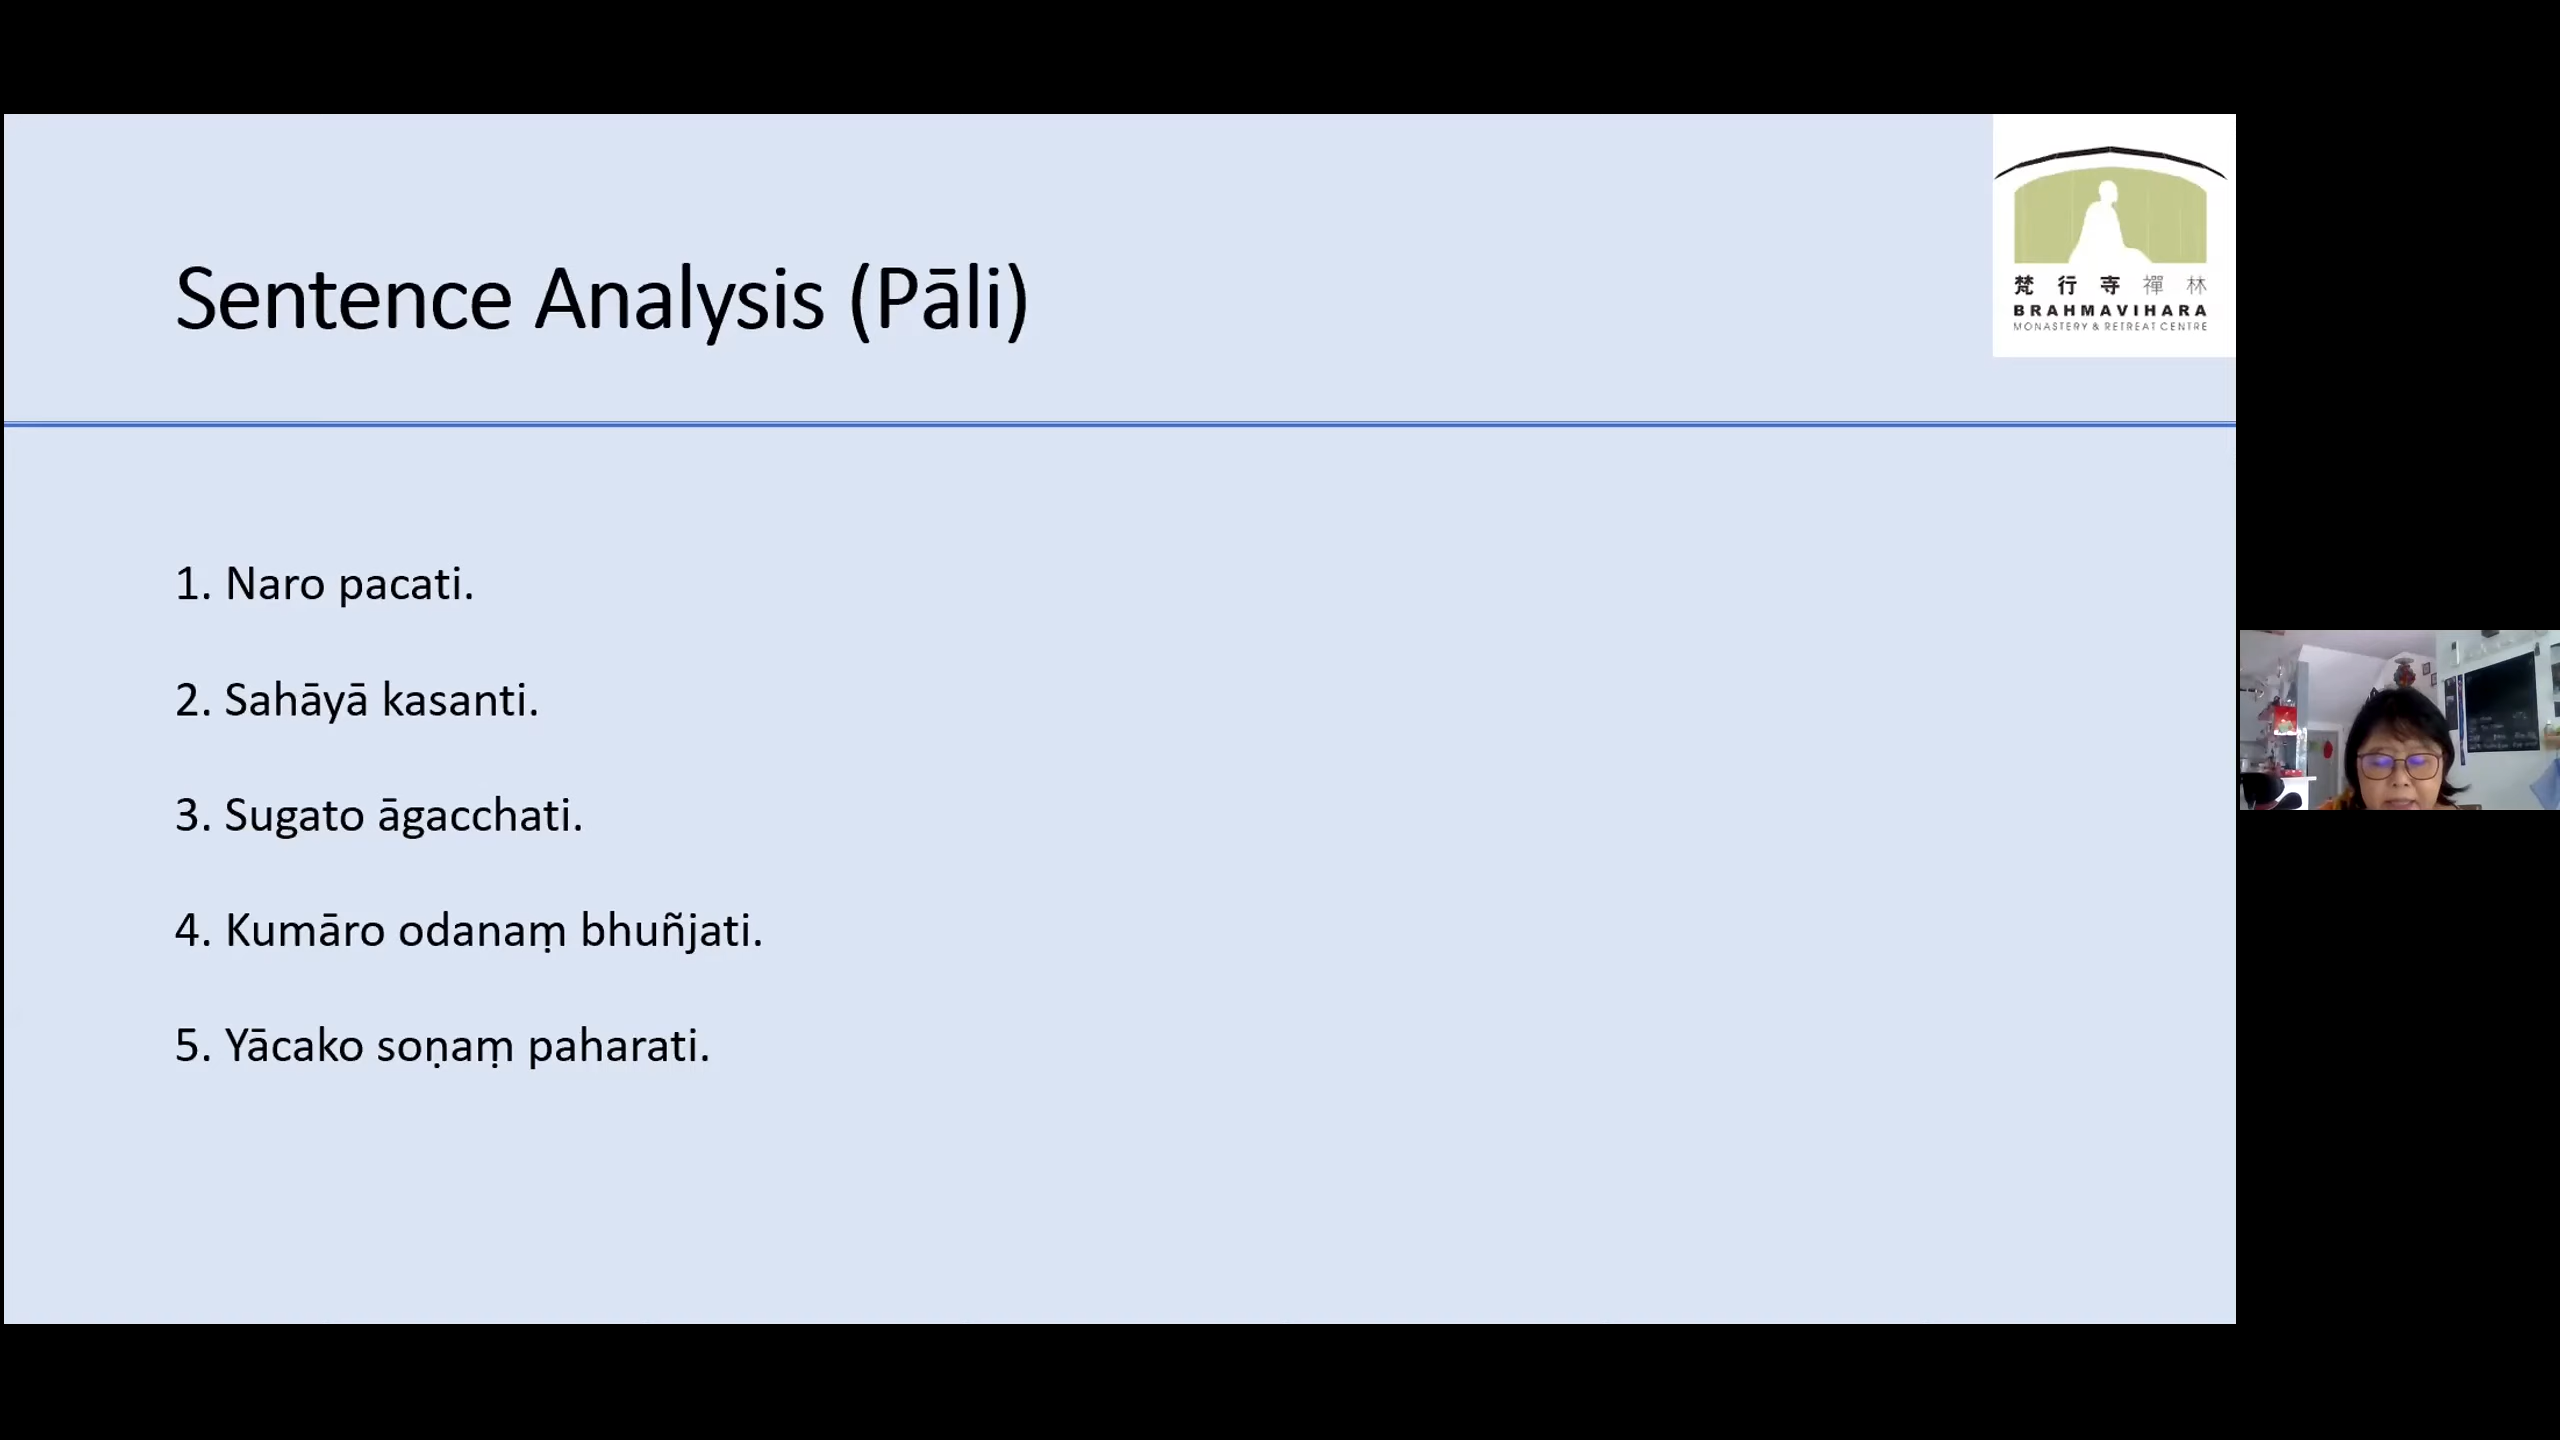 Sentence Analysis (Pāli)
梵行寺禪林
BRAHMAVIHARA
MONASTERY & RETREAT CENTRE
1. Naro pacati.
2. Sahāyā kasanti.
3. Sugato āgacchati.
4. Kumāro odanaṃ bhuñjati.
5. Yācako soṇaṃ paharati.